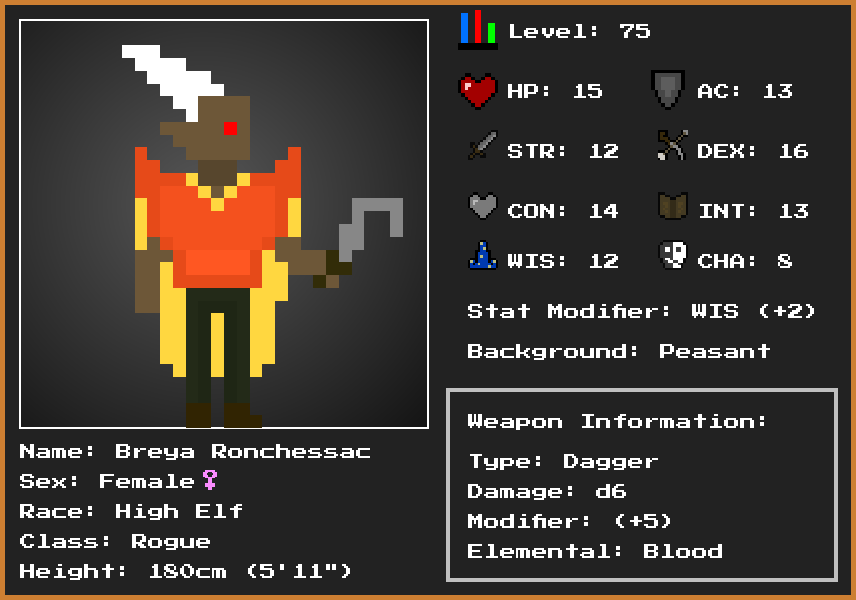 Level: 75
HP: 15
AC: 13
STR: 12
DEX: 16
CON: 14
INT: 13
WIS: 12
CHA: 8
Stat Modifier: WIS (+2)
Background: Peasant
Weapon Information:
Type: Dagger
Damage: d6
Modifier: (+5)
Elemental: Blood
Name: Breya Ronchessac
Sex: Female♀
Race: High Elf
Class: Rogue
Height: 180cm (5'11")